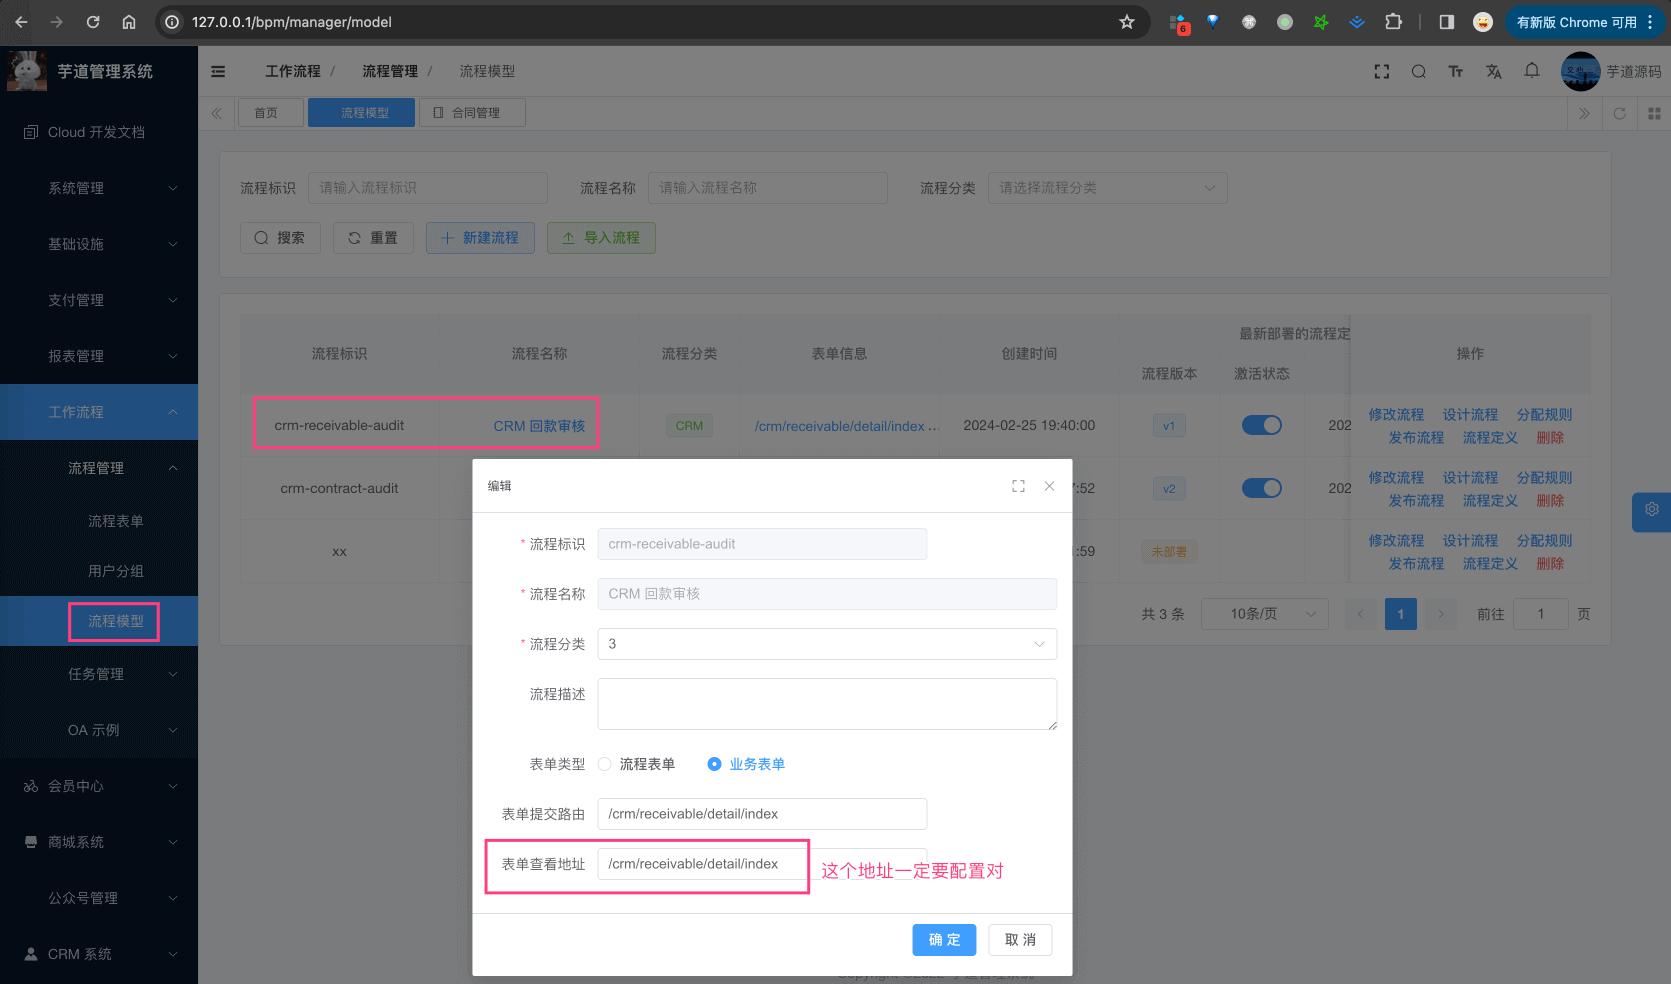 127.0.0.1/bpm/manager/model
6
有新版 Chrome 可用
芋道管理系统
工作流程 / 流程管理 / 流程模型
芋道源码
首页
流程模型
合同管理
Cloud 开发文档
系统管理
基础设施
支付管理
报表管理
工作流程
流程管理
流程表单
用户分组
流程模型
任务管理
OA 示例
会员中心
商城系统
公众号管理
CRM 系统
流程标识 请输入流程标识 流程名称 请输入流程名称 流程分类 请选择流程分类
搜索 重置 新建流程 导入流程
流程标识 流程名称 流程分类 表单信息 创建时间 最新部署的流程定 操作
流程版本 激活状态
crm-receivable-audit CRM 回款审核 CRM /crm/receivable/detail/index ... 2024-02-25 19:40:00 v1 202 修改流程 设计流程 分配规则
发布流程 流程定义 删除
crm-contract-audit 7:52 v2 202 修改流程 设计流程 分配规则
发布流程 流程定义 删除
xx :59 未部署 修改流程 设计流程 分配规则
发布流程 流程定义 删除
共 3 条 10条/页 1 前往 1 页
编辑
* 流程标识 crm-receivable-audit
* 流程名称 CRM 回款审核
* 流程分类 3
流程描述
表单类型 流程表单 业务表单
表单提交路由 /crm/receivable/detail/index
表单查看地址 /crm/receivable/detail/index
这个地址一定要配置对
确 定 取 消